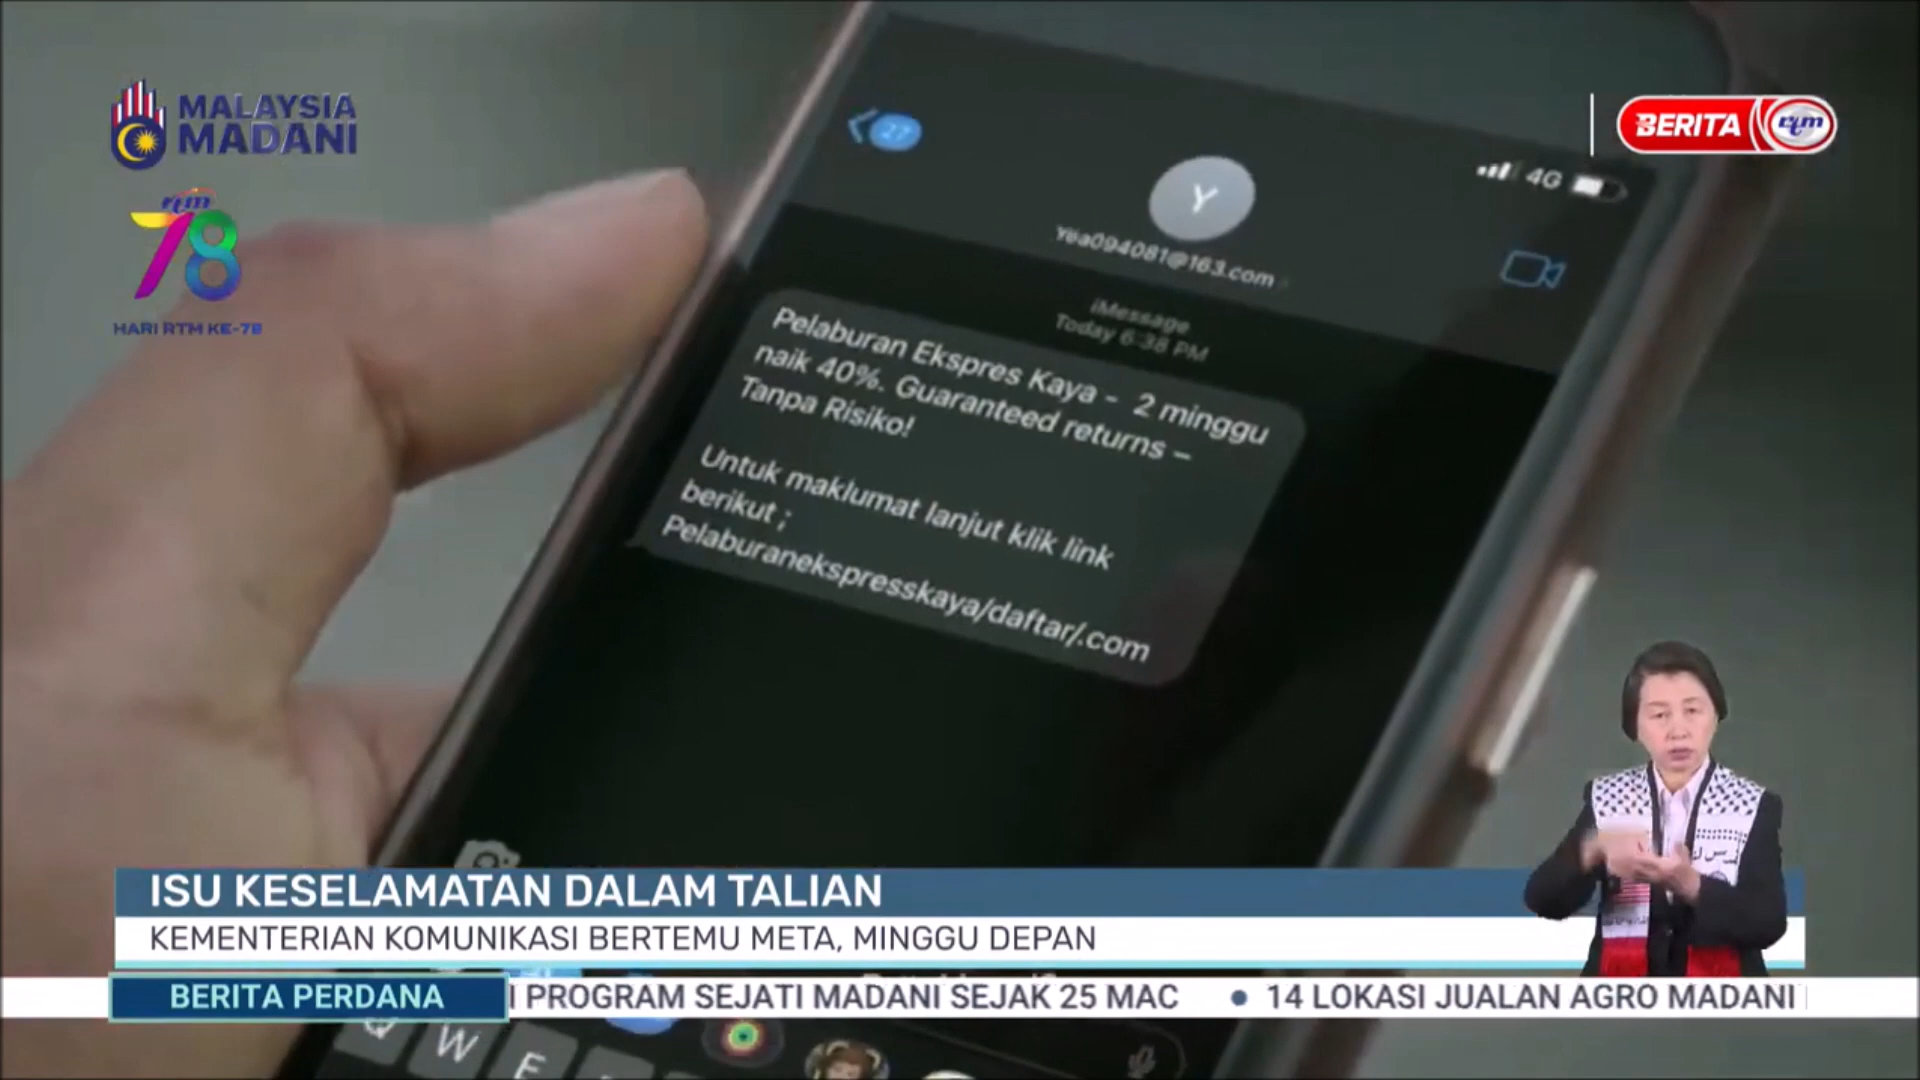 MALAYSIA
MADANI
rtm
78
HARI RTM KE-78
BERITA rtm
27
4G
Y
Yea094081@163.com
iMessage
Today 6:38 PM
Pelaburan Ekspres Kaya - 2 minggu
naik 40%. Guaranteed returns –
Tanpa Risiko!
Untuk maklumat lanjut klik link
berikut ;
Pelaburanekspresskaya/daftar/.com
ISU KESELAMATAN DALAM TALIAN
KEMENTERIAN KOMUNIKASI BERTEMU META, MINGGU DEPAN
BERITA PERDANA
I PROGRAM SEJATI MADANI SEJAK 25 MAC • 14 LOKASI JUALAN AGRO MADANI
Q W E